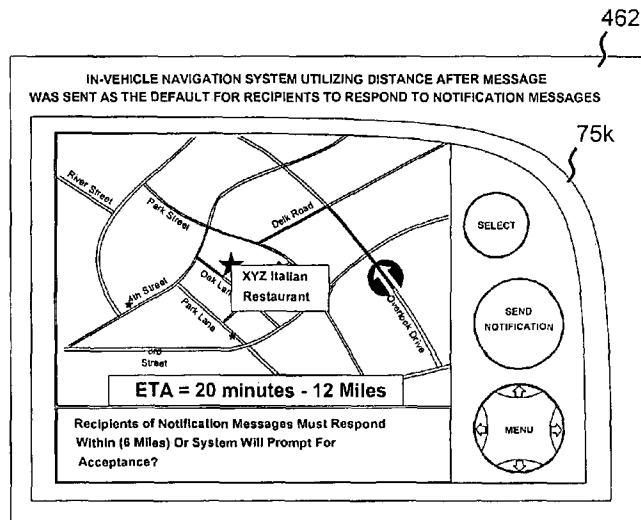 462
IN-VEHICLE NAVIGATION SYSTEM UTILIZING DISTANCE AFTER MESSAGE
WAS SENT AS THE DEFAULT FOR RECIPIENTS TO RESPOND TO NOTIFICATION MESSAGES
75k
River Street
Park Street
Delk Road
SELECT
XYZ Italian
Restaurant
Oak Lan
4th Street
Park Lane
Overlook Drive
SEND
NOTIFICATION
Street
ETA = 20 minutes - 12 Miles
MENU
Recipients of Notification Messages Must Respond
Within (6 Miles) Or System Will Prompt For
Acceptance?